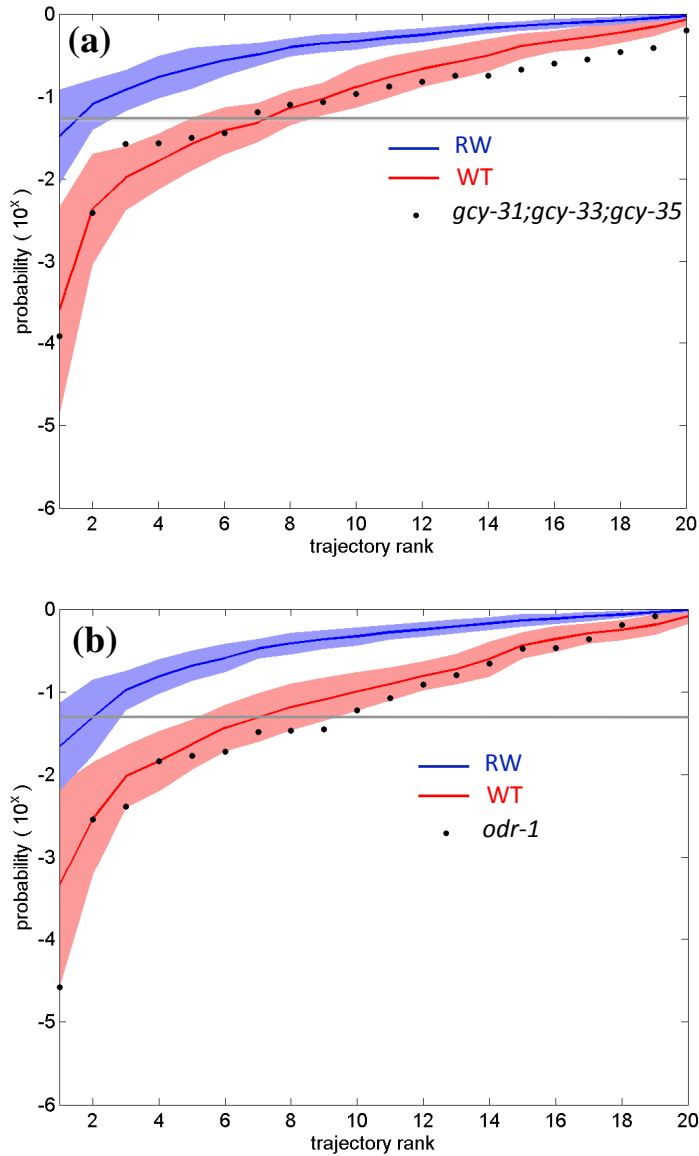 (a)
0
-1
-2
-3
-4
-5
-6
probability ( 10^x )
RW
WT
gcy-31;gcy-33;gcy-35
2 4 6 8 10 12 14 16 18 20
trajectory rank
(b)
0
-1
-2
-3
-4
-5
-6
probability ( 10^x )
RW
WT
odr-1
2 4 6 8 10 12 14 16 18 20
trajectory rank